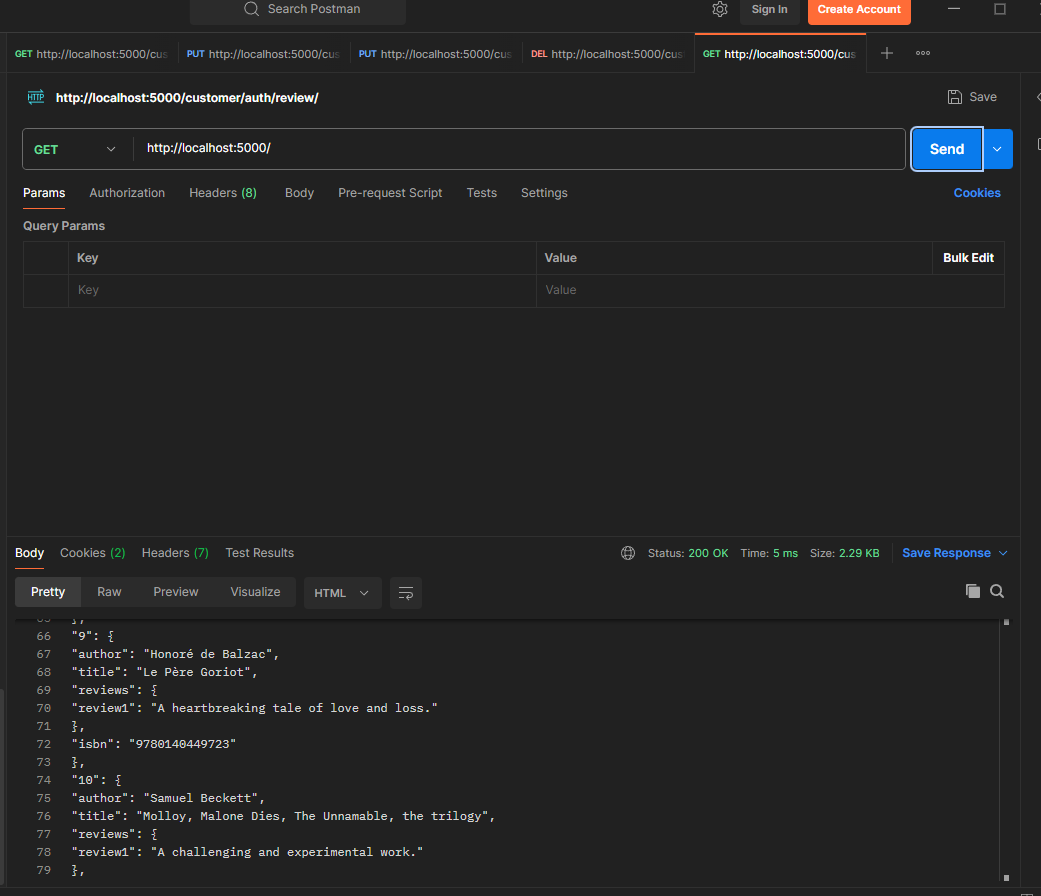 Search Postman
Sign In
Create Account
GET http://localhost:5000/cus
PUT http://localhost:5000/cus
PUT http://localhost:5000/cus
DEL http://localhost:5000/cus
GET http://localhost:5000/cus
HTTP http://localhost:5000/customer/auth/review/
Save
GET http://localhost:5000/
Send
Params Authorization Headers (8) Body Pre-request Script Tests Settings Cookies
Query Params
Key Value Bulk Edit
Key Value
Body Cookies (2) Headers (7) Test Results Status: 200 OK Time: 5 ms Size: 2.29 KB Save Response
Pretty Raw Preview Visualize HTML
65 },
66 "9": {
67 "author": "Honoré de Balzac",
68 "title": "Le Père Goriot",
69 "reviews": {
70 "review1": "A heartbreaking tale of love and loss."
71 },
72 "isbn": "9780140449723"
73 },
74 "10": {
75 "author": "Samuel Beckett",
76 "title": "Molloy, Malone Dies, The Unnamable, the trilogy",
77 "reviews": {
78 "review1": "A challenging and experimental work."
79 },